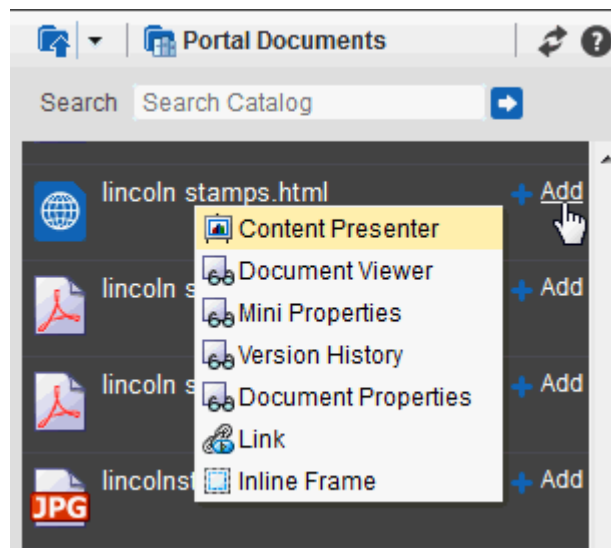 Portal Documents
Search Search Catalog
lincoln stamps.html Add
Content Presenter
Document Viewer
lincoln s Add
Mini Properties
Version History
lincoln s Add
Document Properties
Link
lincolnst Add
Inline Frame
JPG